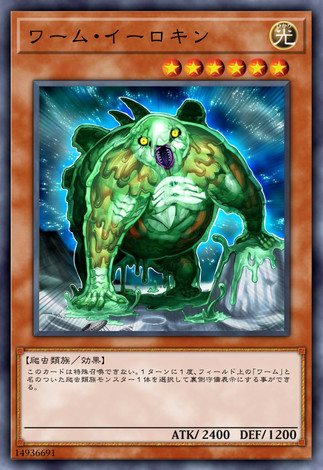 ワーム・イーロキン
光
【爬虫類族／効果】
このカードは特殊召喚できない。１ターンに１度、フィールド上の「ワーム」と
名のついた爬虫類族モンスター１体を選択して裏側守備表示にする事ができ
る。
ATK/2400 DEF/1200
14936691